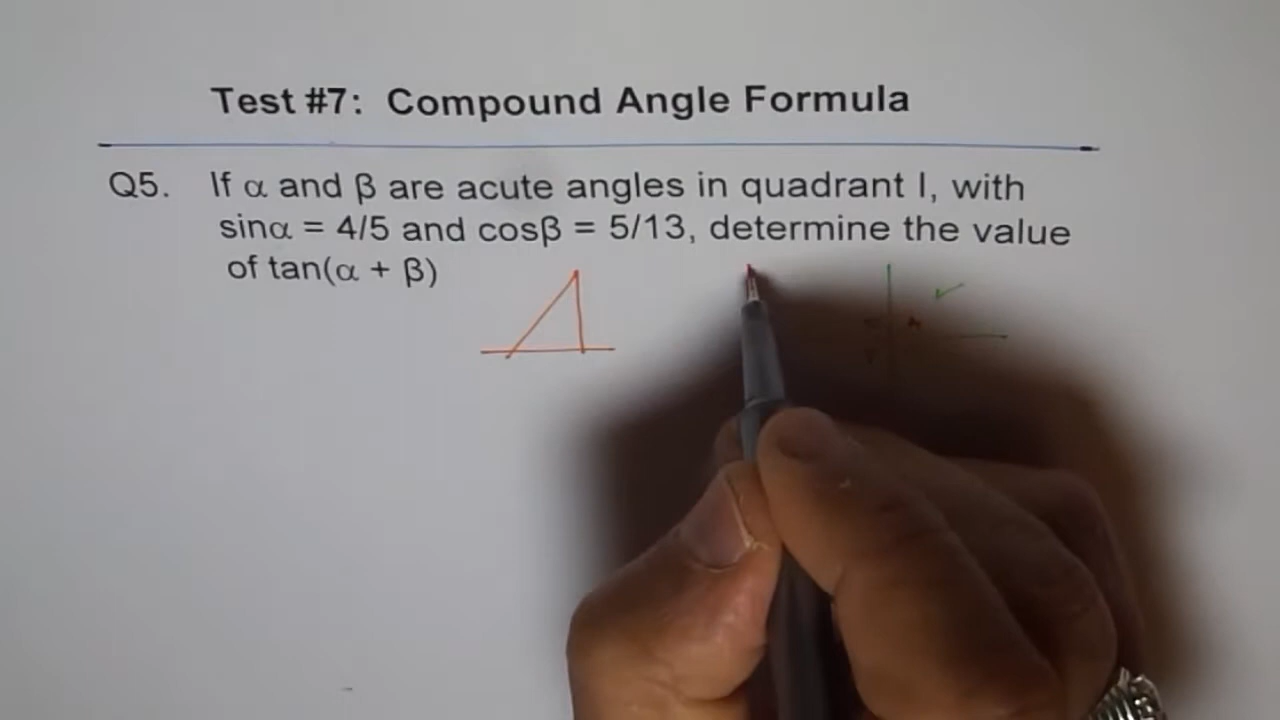 Test #7: Compound Angle Formula
Q5. If α and β are acute angles in quadrant I, with
sinα = 4/5 and cosβ = 5/13, determine the value
of tan(α + β)